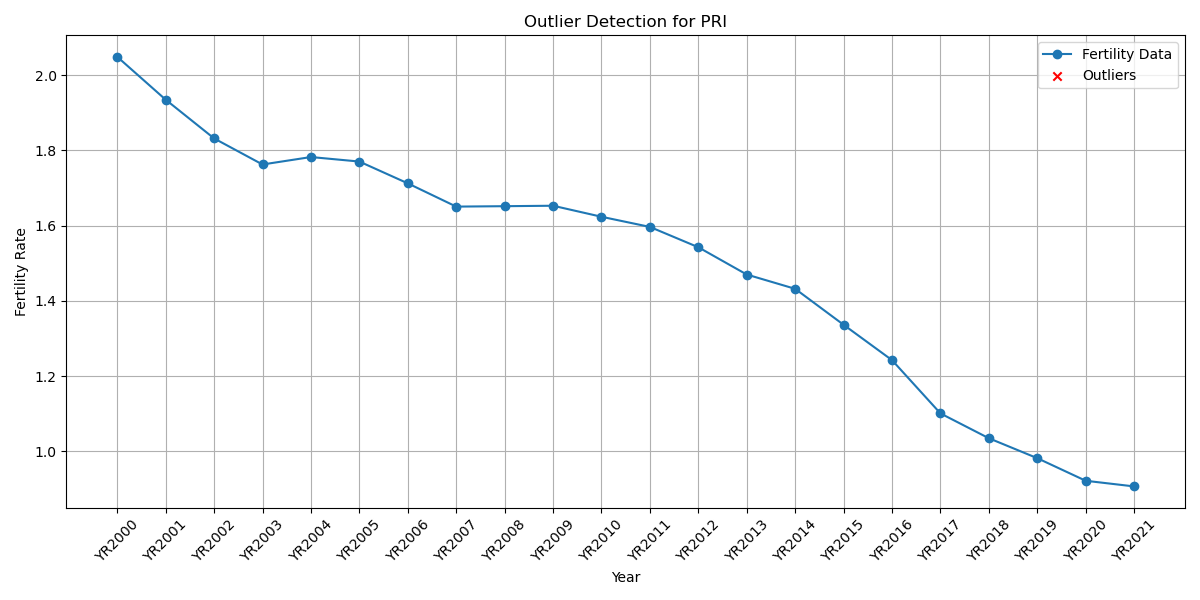 Outlier Detection for PRI
Fertility Data
Outliers
Fertility Rate
2.0
1.8
1.6
1.4
1.2
1.0
YR2000
YR2001
YR2002
YR2003
YR2004
YR2005
YR2006
YR2007
YR2008
YR2009
YR2010
YR2011
YR2012
YR2013
YR2014
YR2015
YR2016
YR2017
YR2018
YR2019
YR2020
YR2021
Year